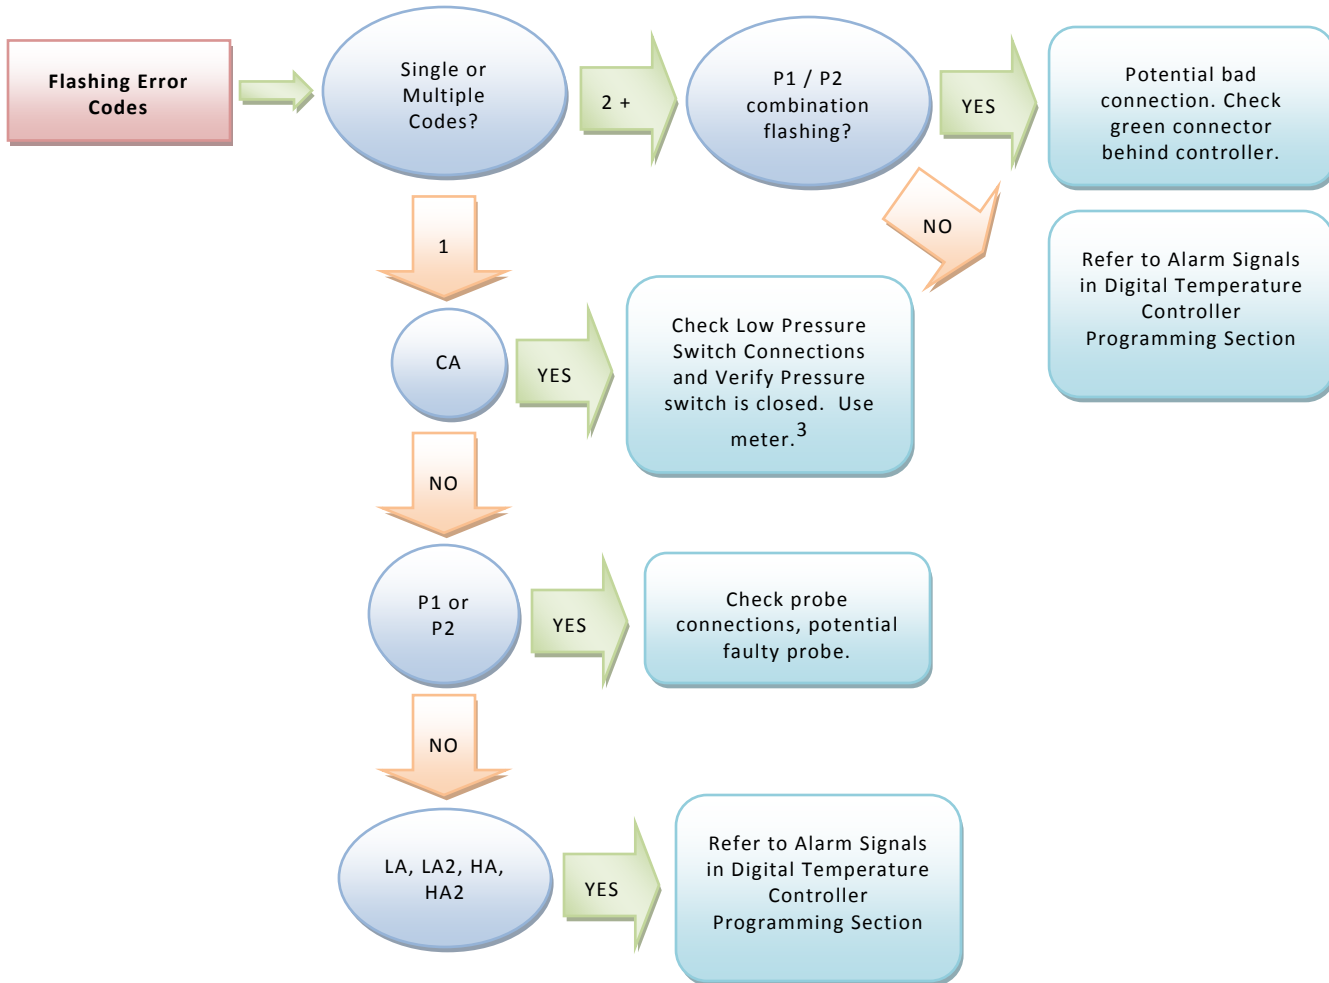 Flashing Error
Codes
Single or
Multiple
Codes?
2 +
P1 / P2
combination
flashing?
YES
Potential bad
connection. Check
green connector
behind controller.
NO
Refer to Alarm Signals
in Digital Temperature
Controller
Programming Section
1
CA
YES
Check Low Pressure
Switch Connections
and Verify Pressure
switch is closed.  Use
meter.3
NO
P1 or
P2
YES
Check probe
connections, potential
faulty probe.
NO
LA, LA2, HA,
HA2
YES
Refer to Alarm Signals
in Digital Temperature
Controller
Programming Section